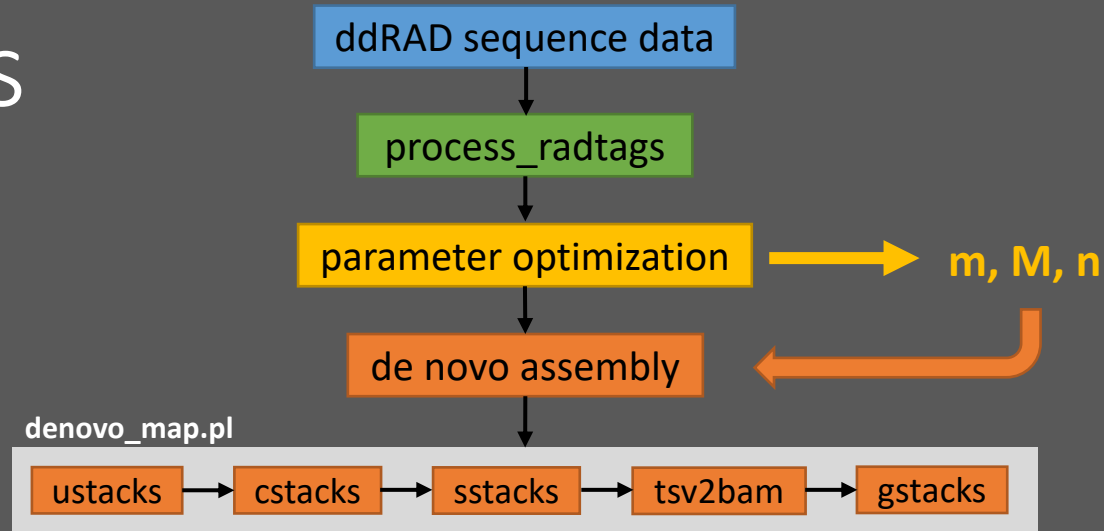 S
ddRAD sequence data
process_radtags
parameter optimization
m, M, n
de novo assembly
denovo_map.pl
ustacks
cstacks
sstacks
tsv2bam
gstacks